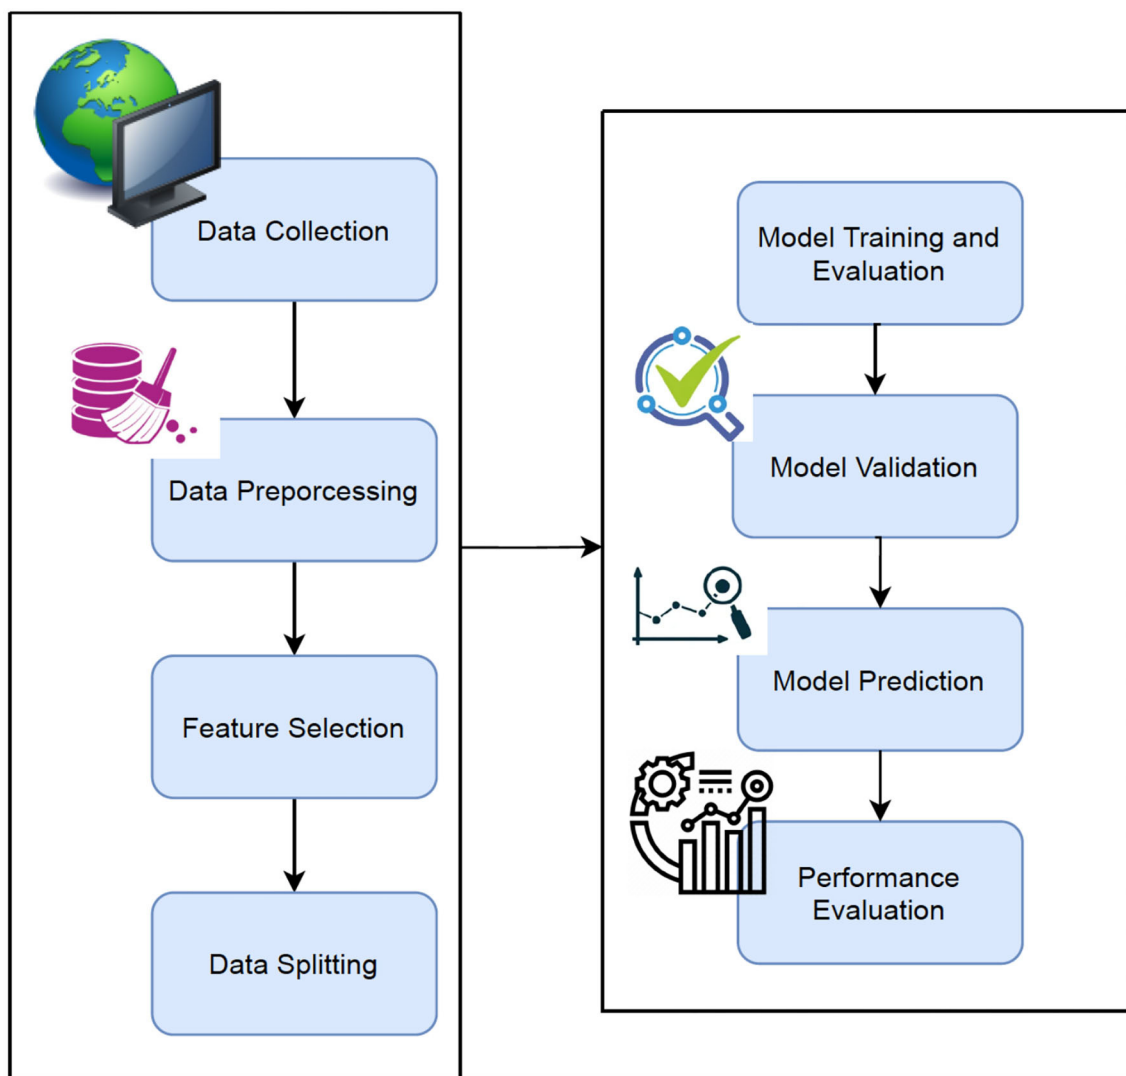 Data Collection
Data Preporcessing
Feature Selection
Data Splitting
Model Training and
Evaluation
Model Validation
Model Prediction
Performance
Evaluation